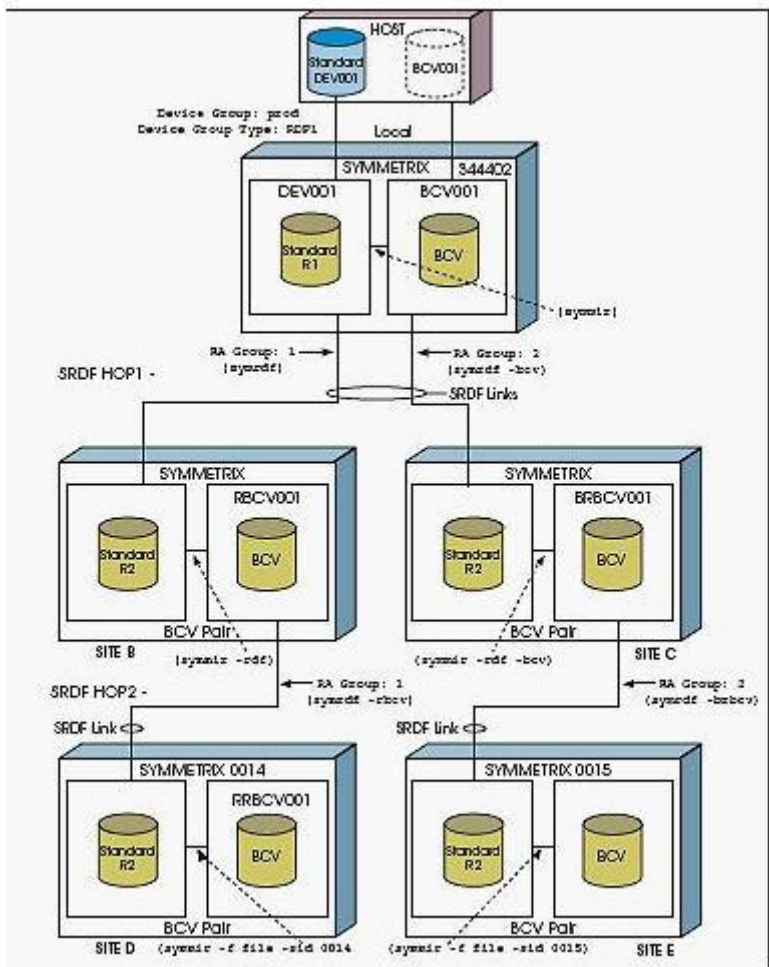 HOST
Standard
DEV001
BCV001
Device Group: prod
Device Group Type: RDF1
Local
SYMMETRIX
344402
DEV001
BCV001
Standard
R1
BCV
(symmir)
RA Group: 1
(symrdf)
RA Group: 2
(symrdf -bcv)
SRDF HOP1 -
SRDF Links
SYMMETRIX
RBCV001
Standard
R2
BCV
BCV Pair
SITE B
(symmir -rdf)
SYMMETRIX
BRBCV001
Standard
R2
BCV
BCV Pair
SITE C
(symmir -rdf -bcv)
SRDF HOP2 -
RA Group: 1
(symrdf -rbcv)
RA Group: 2
(symrdf -brbcv)
SRDF Link
SRDF Link
SYMMETRIX 0014
RRBCV001
Standard
R2
BCV
BCV Pair
SITE D
(symmir -f file -sid 0014
SYMMETRIX 0015
Standard
R2
BCV
BCV Pair
(symmir -f file -sid 0015)
SITE E